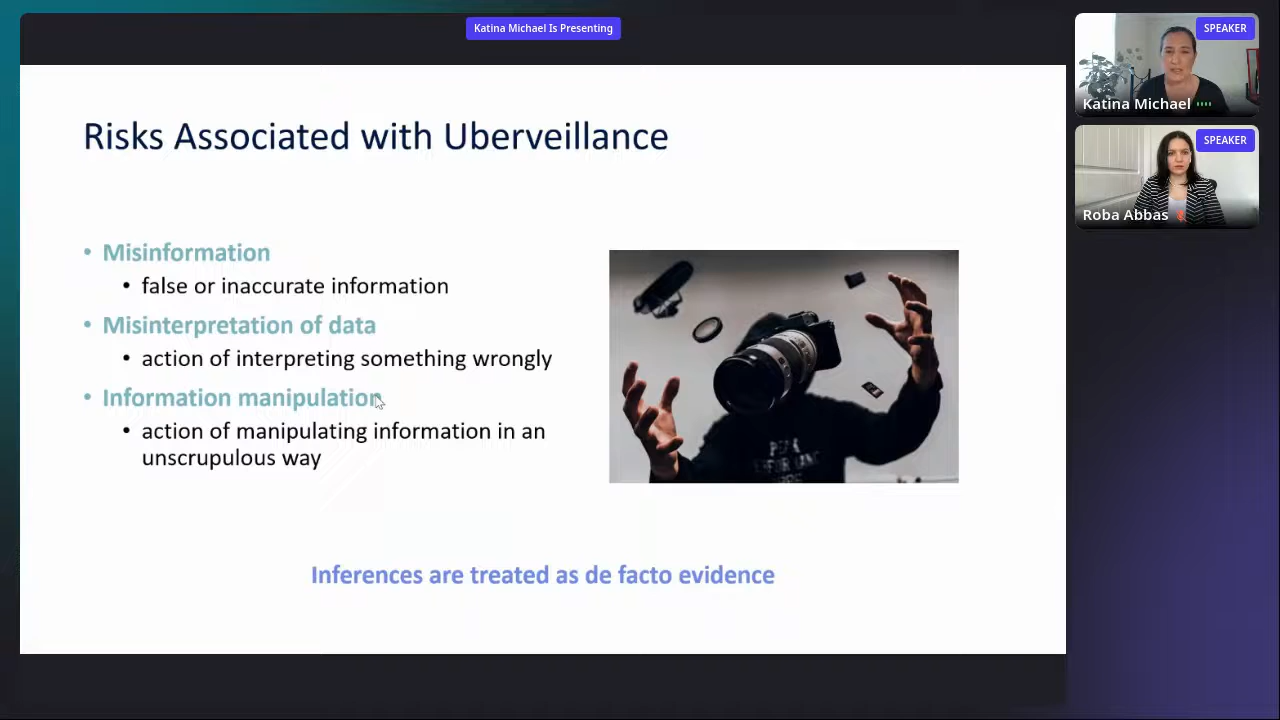 Katina Michael Is Presenting
SPEAKER
Katina Michael
SPEAKER
Roba Abbas
Risks Associated with Uberveillance
• Misinformation
• false or inaccurate information
• Misinterpretation of data
• action of interpreting something wrongly
• Information manipulation
• action of manipulating information in an
unscrupulous way
PEAK
Inferences are treated as de facto evidence